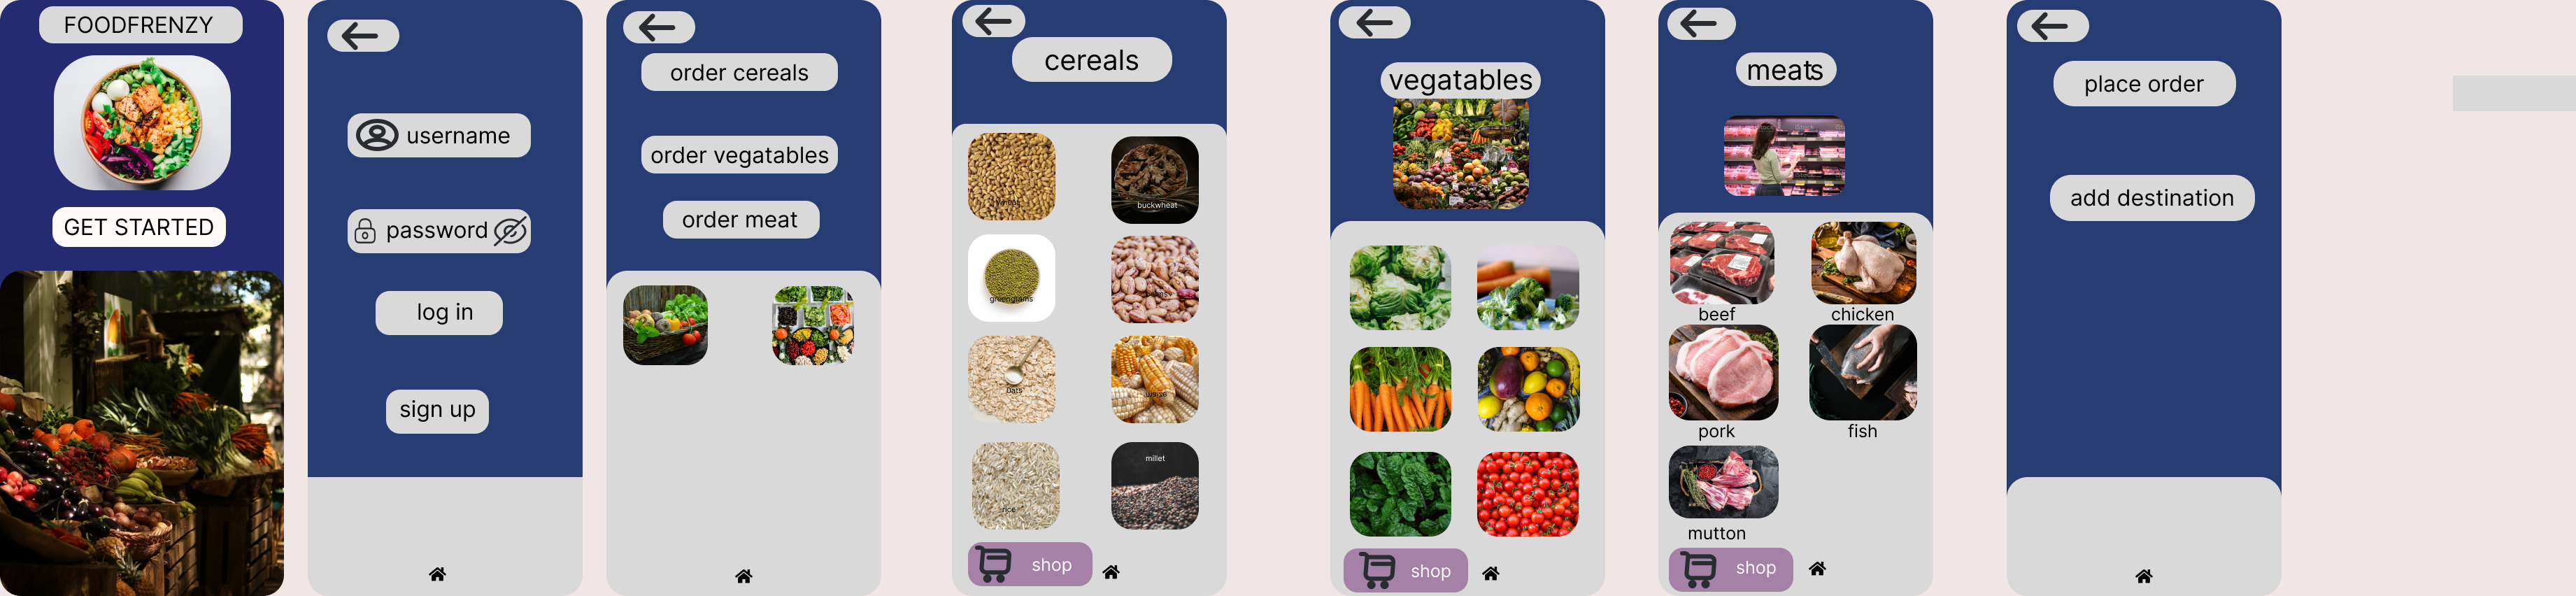 FOODFRENZY
GET STARTED
username
password
log in
sign up
order cereals
order vegatables
order meat
cereals
buckwheat
greengrams
oats
maize
rice
millet
shop
vegatables
shop
meats
beef
chicken
pork
fish
mutton
shop
place order
add destination